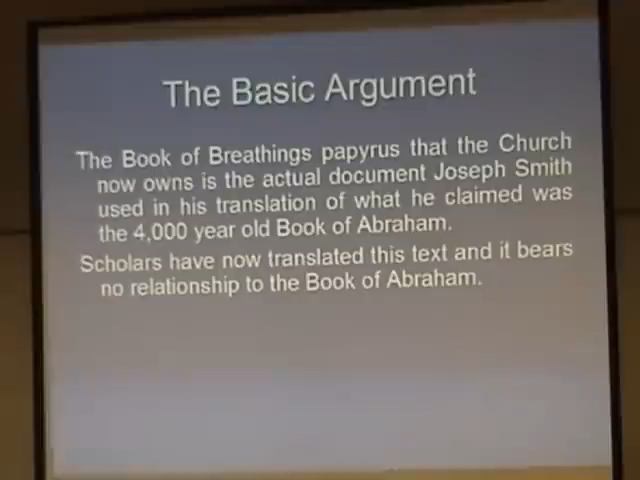 The Basic Argument
The Book of Breathings papyrus that the Church
now owns is the actual document Joseph Smith
used in his translation of what he claimed was
the 4,000 year old Book of Abraham.
Scholars have now translated this text and it bears
no relationship to the Book of Abraham.